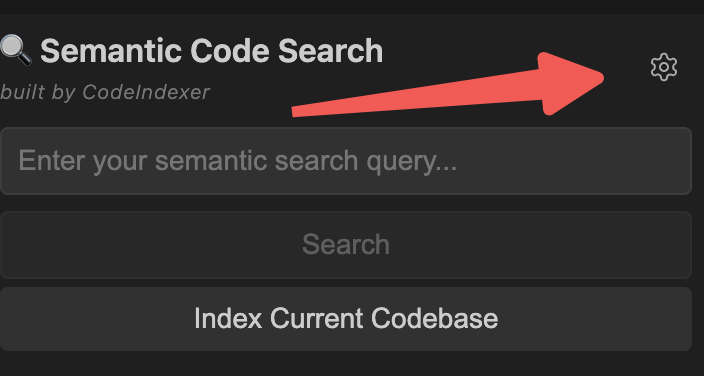 Semantic Code Search
built by CodeIndexer
Enter your semantic search query...
Search
Index Current Codebase